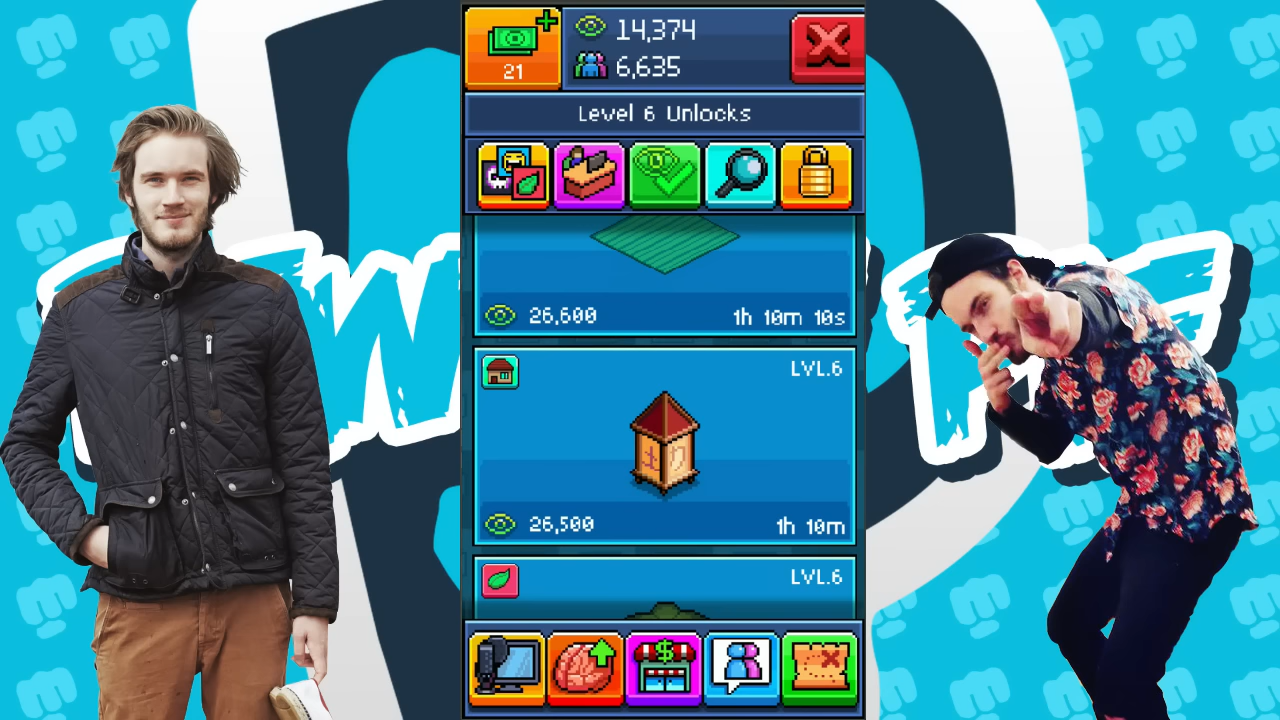 21
14,374
6,635
Level 6 Unlocks
26,600
1h 10m 10s
LVL.6
26,500
1h 10m
LVL.6